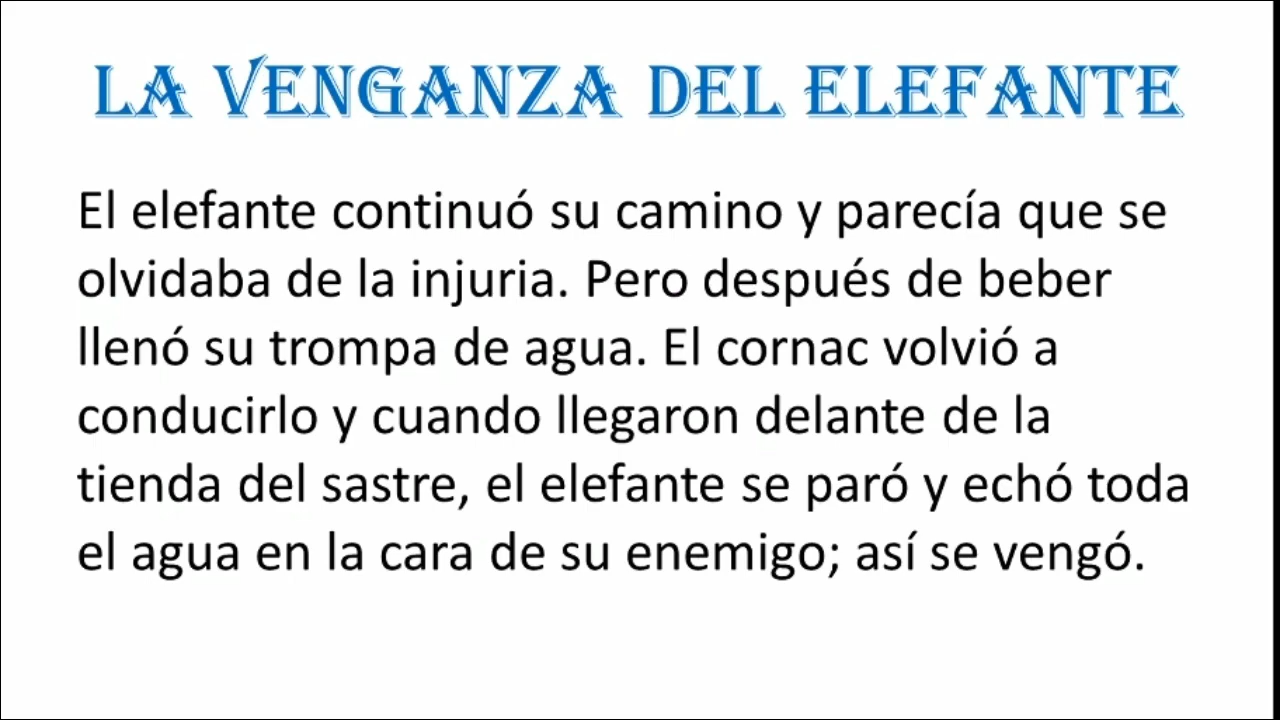 LA VENGANZA DEL ELEFANTE
El elefante continuó su camino y parecía que se
olvidaba de la injuria. Pero después de beber
llenó su trompa de agua. El cornac volvió a
conducirlo y cuando llegaron delante de la
tienda del sastre, el elefante se paró y echó toda
el agua en la cara de su enemigo; así se vengó.